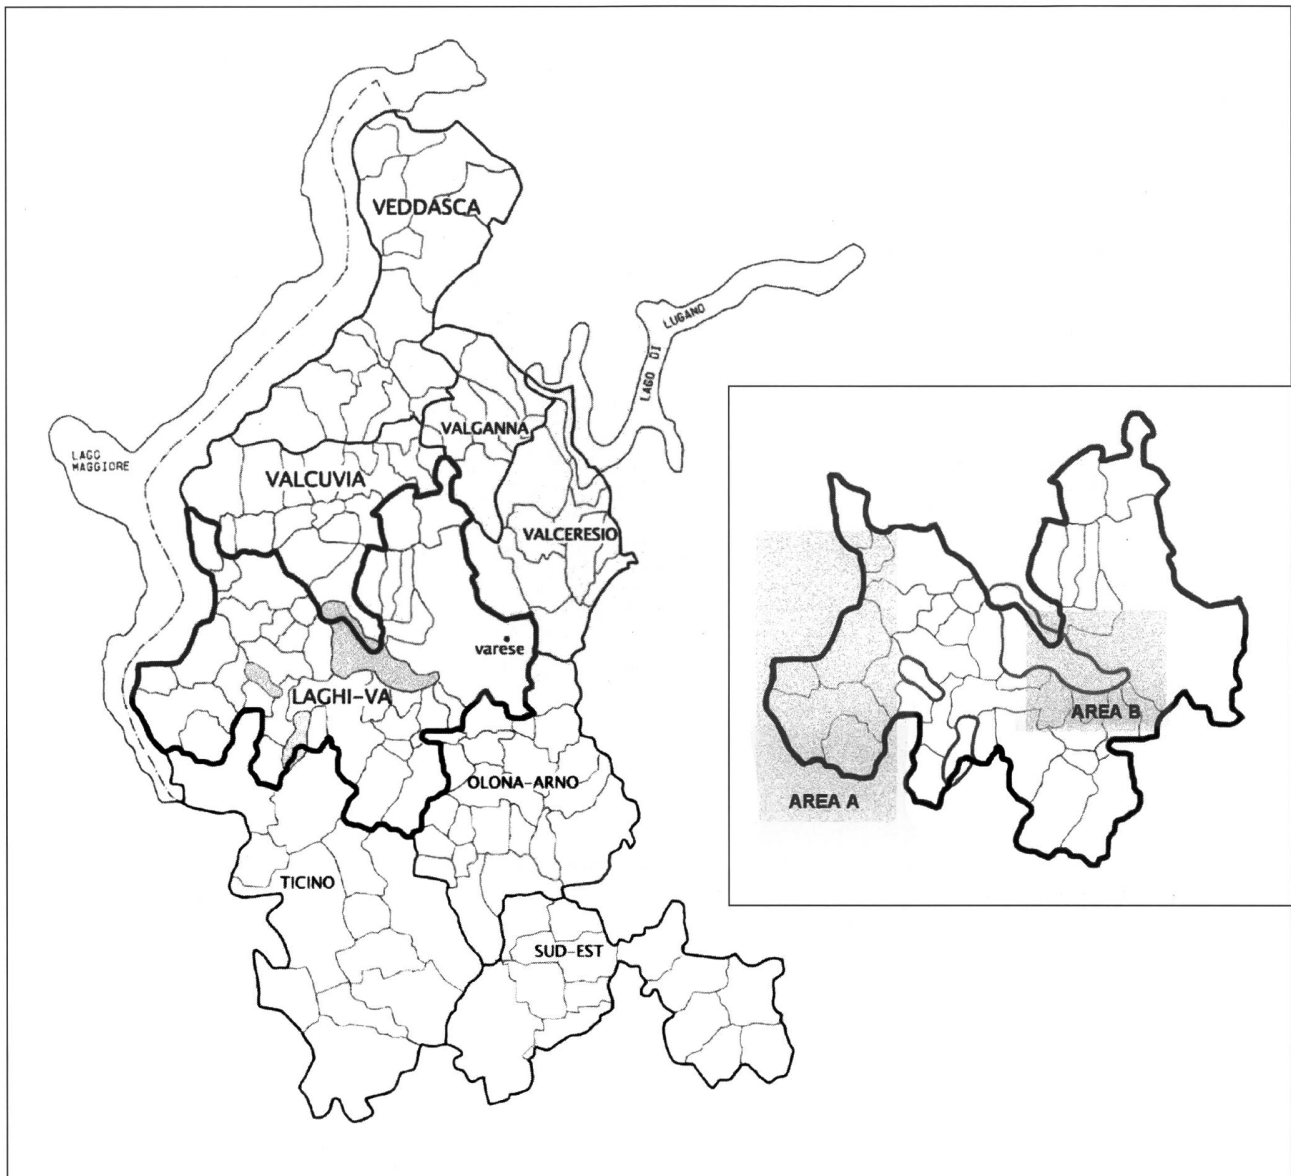 VEDDASCA
LUGANO
LAGO DI
VALGANNA
LAGO
MAGGIORE
VALCUVIA
VALCERESIO
varese
LAGHI-VA
AREA B
OLONA-ARNO
AREA A
TICINO
SUD-EST